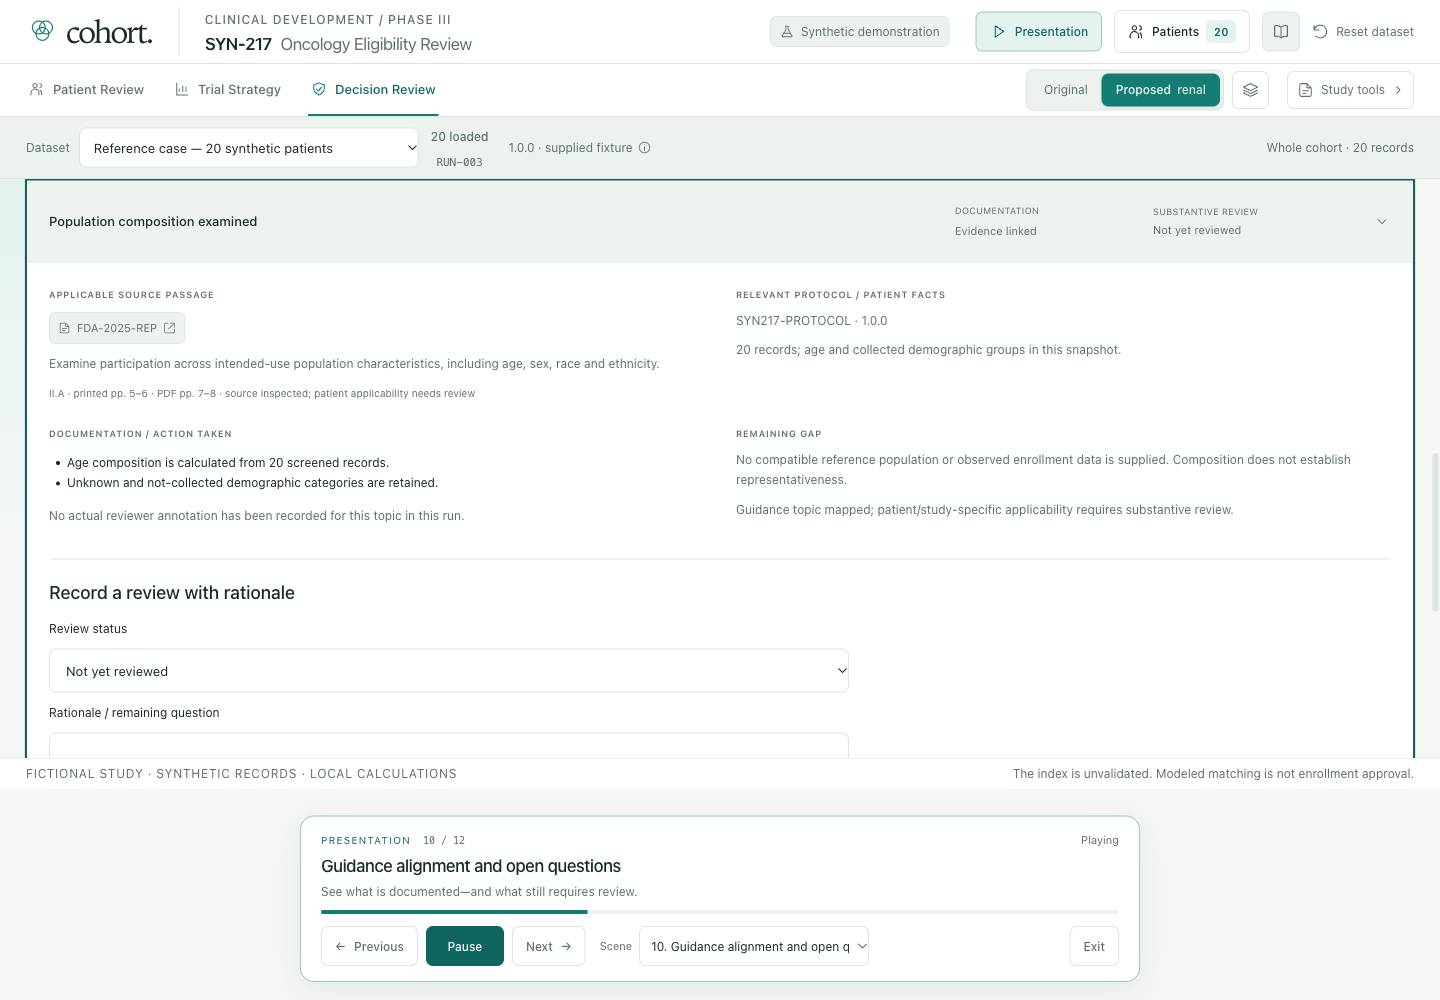 cohort.
CLINICAL DEVELOPMENT / PHASE III
SYN-217 Oncology Eligibility Review
Synthetic demonstration
Presentation
Patients 20
Reset dataset
Patient Review
Trial Strategy
Decision Review
Original
Proposed renal
Study tools
Dataset
Reference case — 20 synthetic patients
20 loaded
RUN-003
1.0.0 · supplied fixture
Whole cohort · 20 records
Population composition examined
DOCUMENTATION
Evidence linked
SUBSTANTIVE REVIEW
Not yet reviewed
APPLICABLE SOURCE PASSAGE
FDA-2025-REP
Examine participation across intended-use population characteristics, including age, sex, race and ethnicity.
II.A · printed pp. 5–6 · PDF pp. 7–8 · source inspected; patient applicability needs review
RELEVANT PROTOCOL / PATIENT FACTS
SYN217-PROTOCOL · 1.0.0
20 records; age and collected demographic groups in this snapshot.
DOCUMENTATION / ACTION TAKEN
• Age composition is calculated from 20 screened records.
• Unknown and not-collected demographic categories are retained.
No actual reviewer annotation has been recorded for this topic in this run.
REMAINING GAP
No compatible reference population or observed enrollment data is supplied. Composition does not establish
representativeness.
Guidance topic mapped; patient/study-specific applicability requires substantive review.
Record a review with rationale
Review status
Not yet reviewed
Rationale / remaining question
FICTIONAL STUDY · SYNTHETIC RECORDS · LOCAL CALCULATIONS
The index is unvalidated. Modeled matching is not enrollment approval.
PRESENTATION 10 / 12
Playing
Guidance alignment and open questions
See what is documented—and what still requires review.
← Previous
Pause
Next →
Scene
10. Guidance alignment and open q
Exit